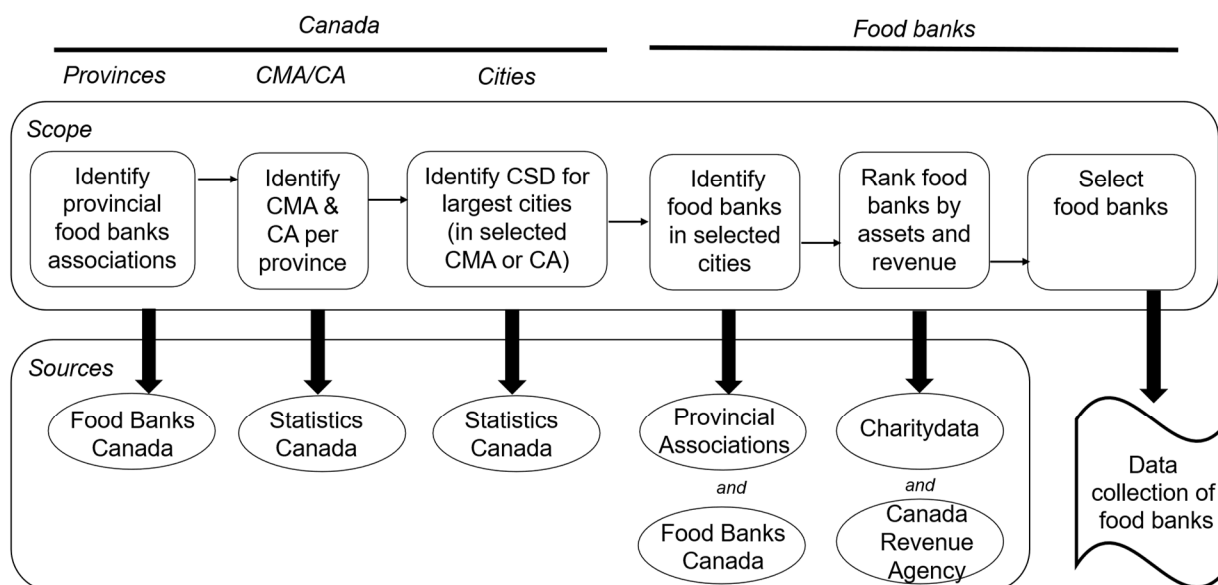 Canada
Food banks
Provinces
CMA/CA
Cities
Scope
Identify
provincial
food banks
associations
Identify
CMA &
CA per
province
Identify CSD for
largest cities
(in selected
CMA or CA)
Identify
food banks
in selected
cities
Rank food
banks by
assets and
revenue
Select
food banks
Sources
Food Banks
Canada
Statistics
Canada
Statistics
Canada
Provincial
Associations
and
Food Banks
Canada
Charitydata
and
Canada
Revenue
Agency
Data
collection of
food banks